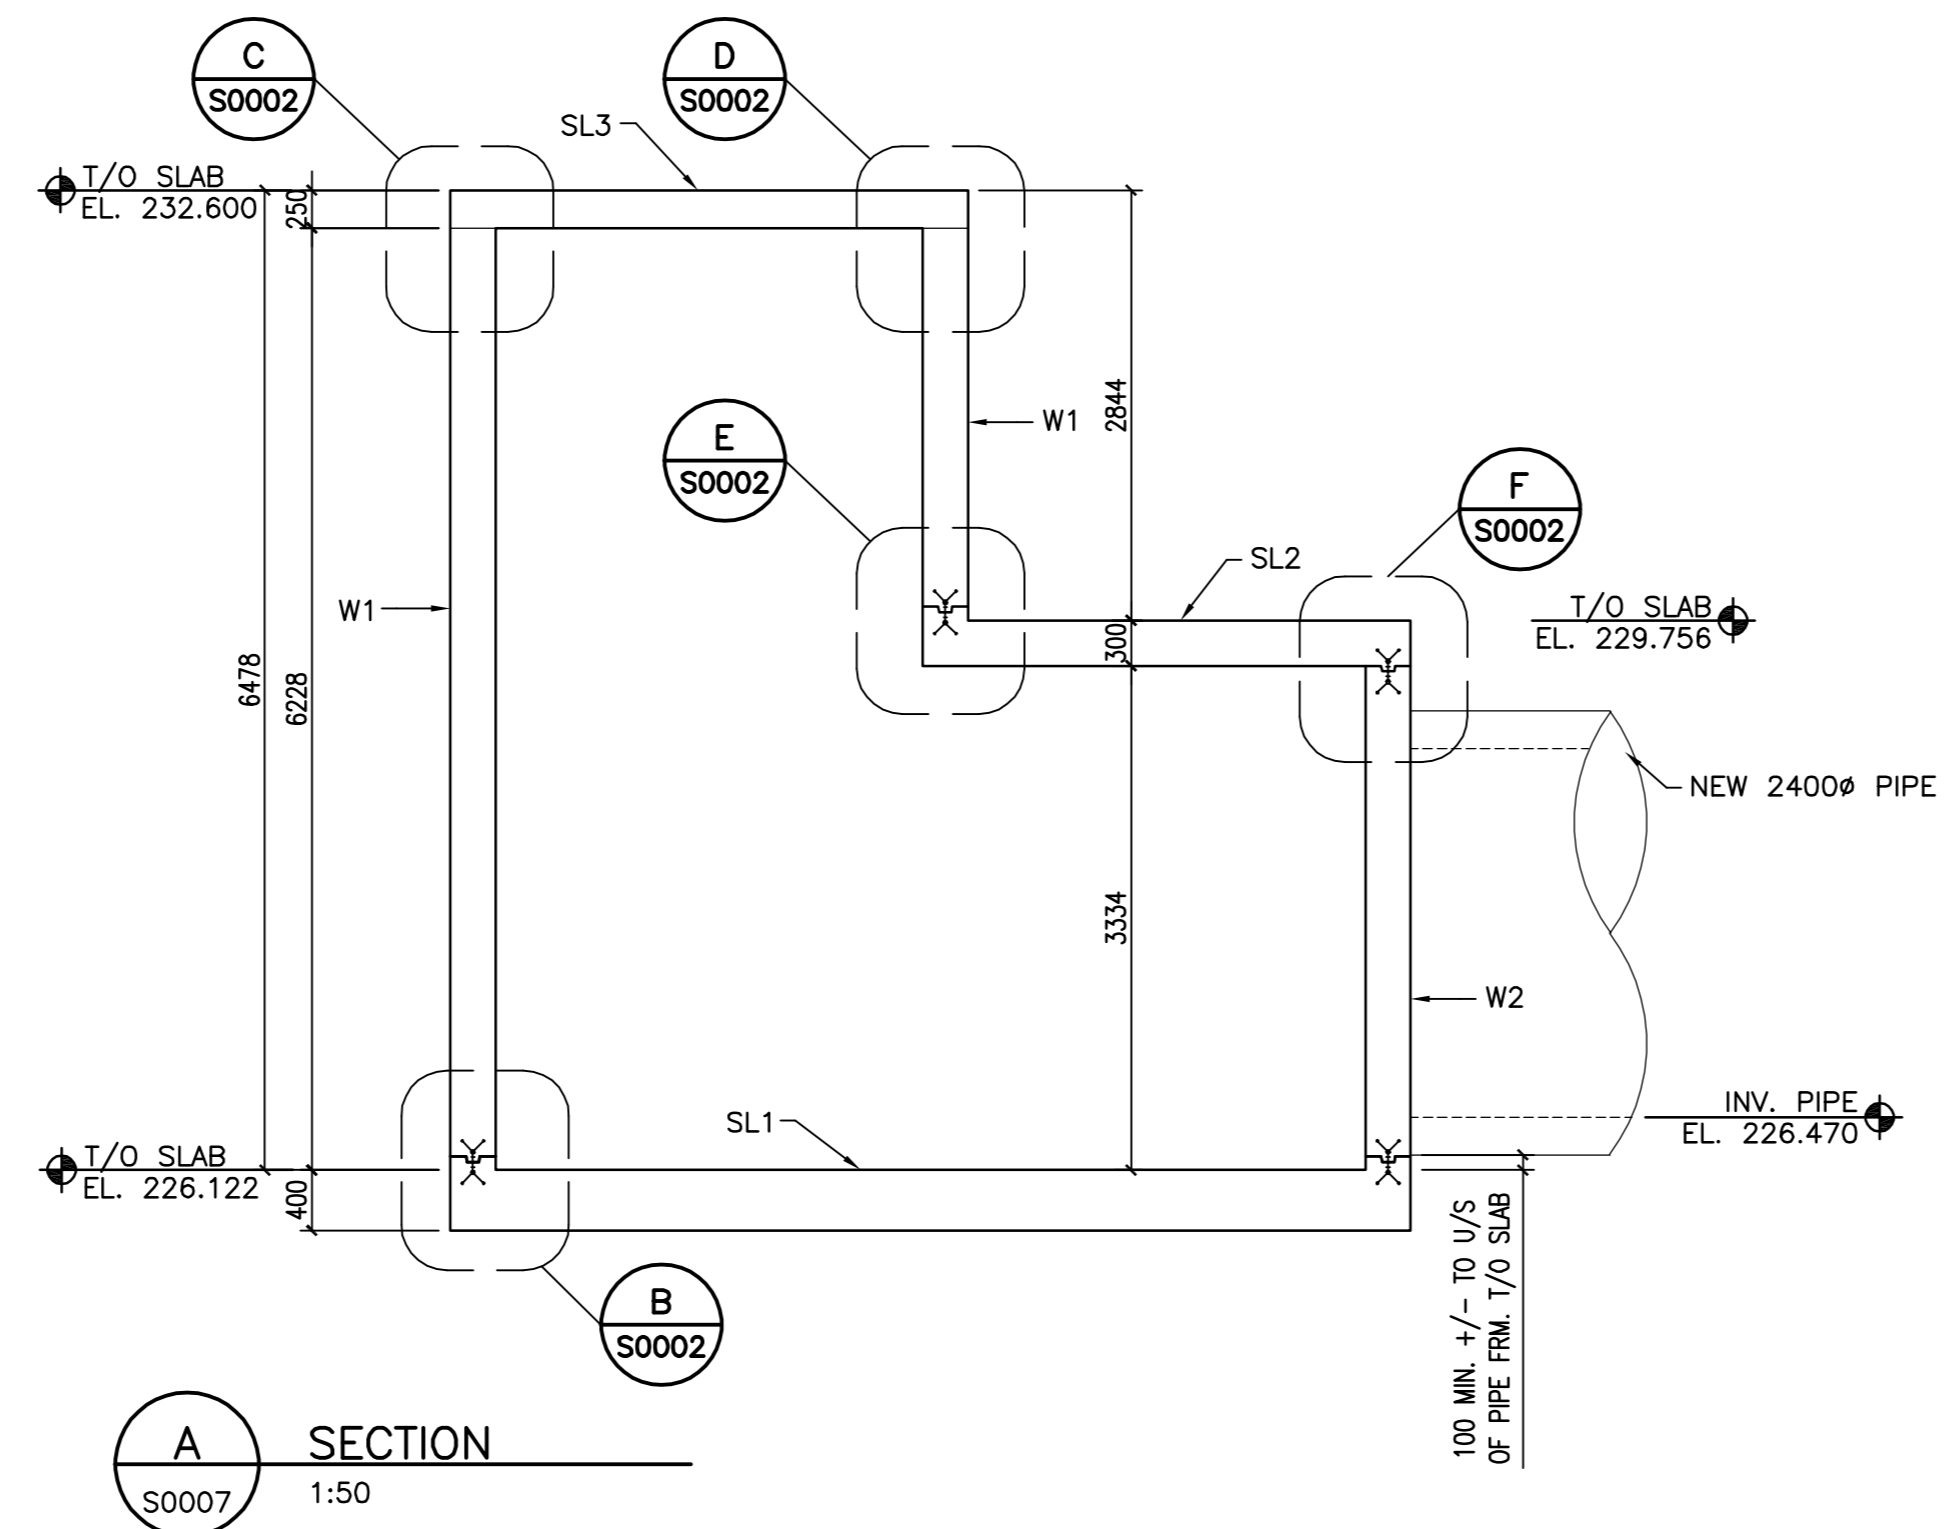 C
S0002
D
S0002
SL3
T/O SLAB
EL. 232.600
250
2844
W1
E
S0002
F
S0002
SL2
T/O SLAB
EL. 229.756
W1
300
6478
6228
NEW 2400ø PIPE
3334
W2
INV. PIPE
EL. 226.470
SL1
T/O SLAB
EL. 226.122
400
100 MIN. +/- TO U/S
OF PIPE FRM. T/O SLAB
B
S0002
A
S0007
SECTION
1:50